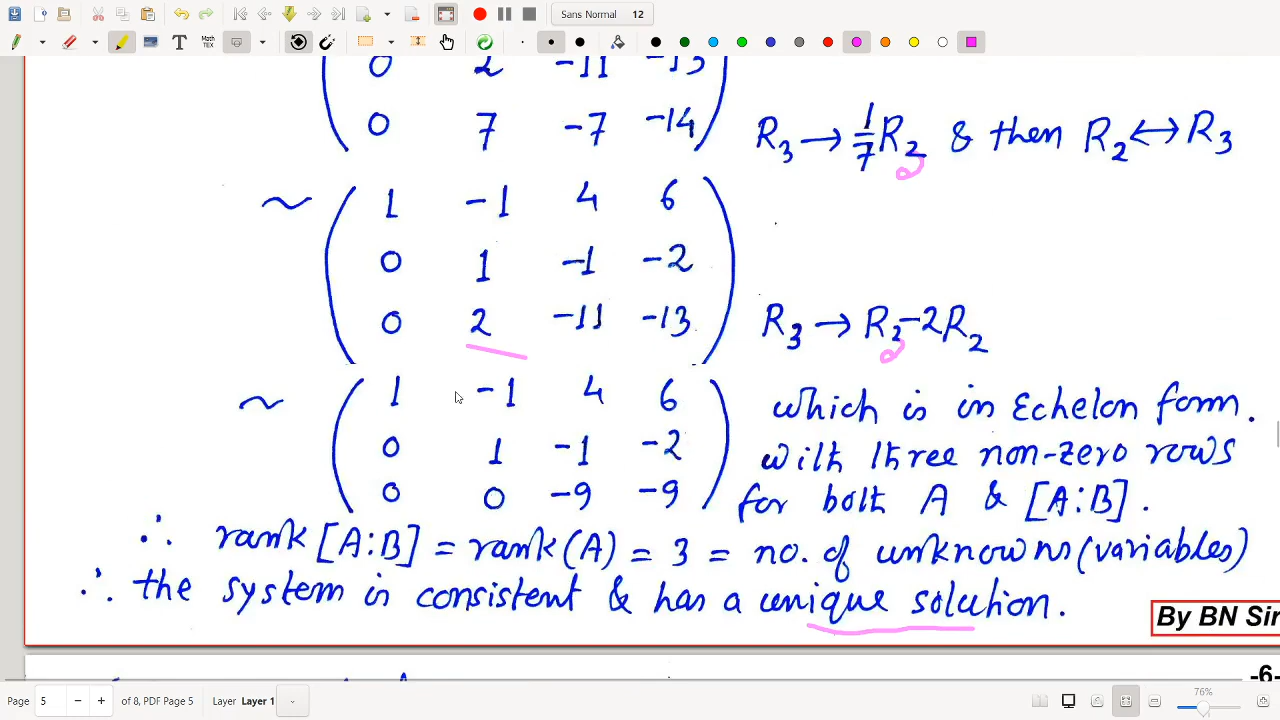 Sans Normal 12
T Math TEX
0 2 -11 -13
0 7 -7 -14
R3 → 1/7 R2 & then R2 ↔ R3
~ 1 -1 4 6
0 1 -1 -2
0 2 -11 -13
R3 → R2 -2R2
~ 1 -1 4 6
0 1 -1 -2
0 0 -9 -9
which is in Echelon form.
with three non-zero rows
for both A & [A:B].
∴ rank [A:B] = rank(A) = 3 = no. of unknowns (variables)
∴ the system is consistent & has a unique solution.
By BN Sir
-6-
Page 5 of 8, PDF Page 5 Layer Layer 1 76%